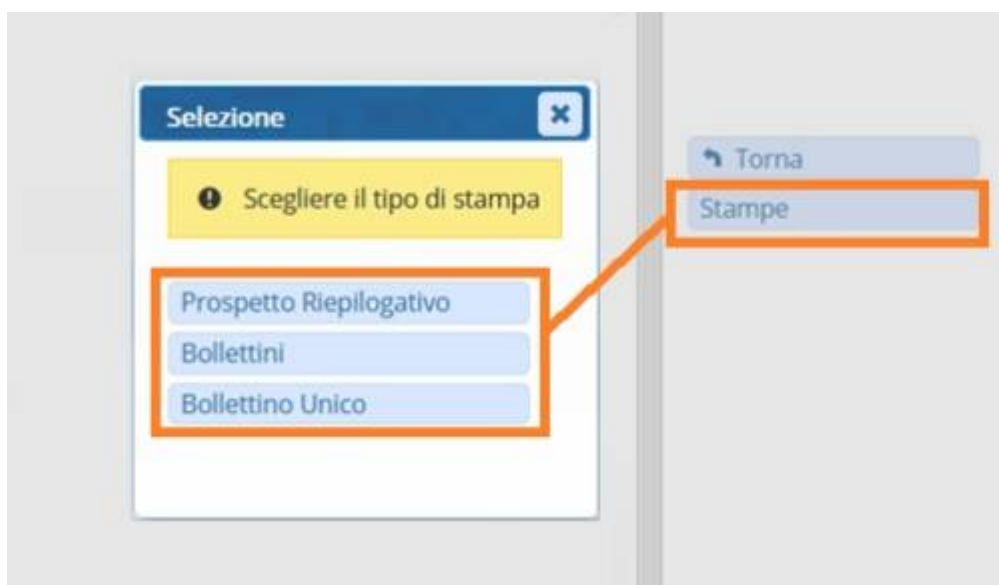 Selezione
Scegliere il tipo di stampa
Prospetto Riepilogativo
Bollettini
Bollettino Unico
Torna
Stampe